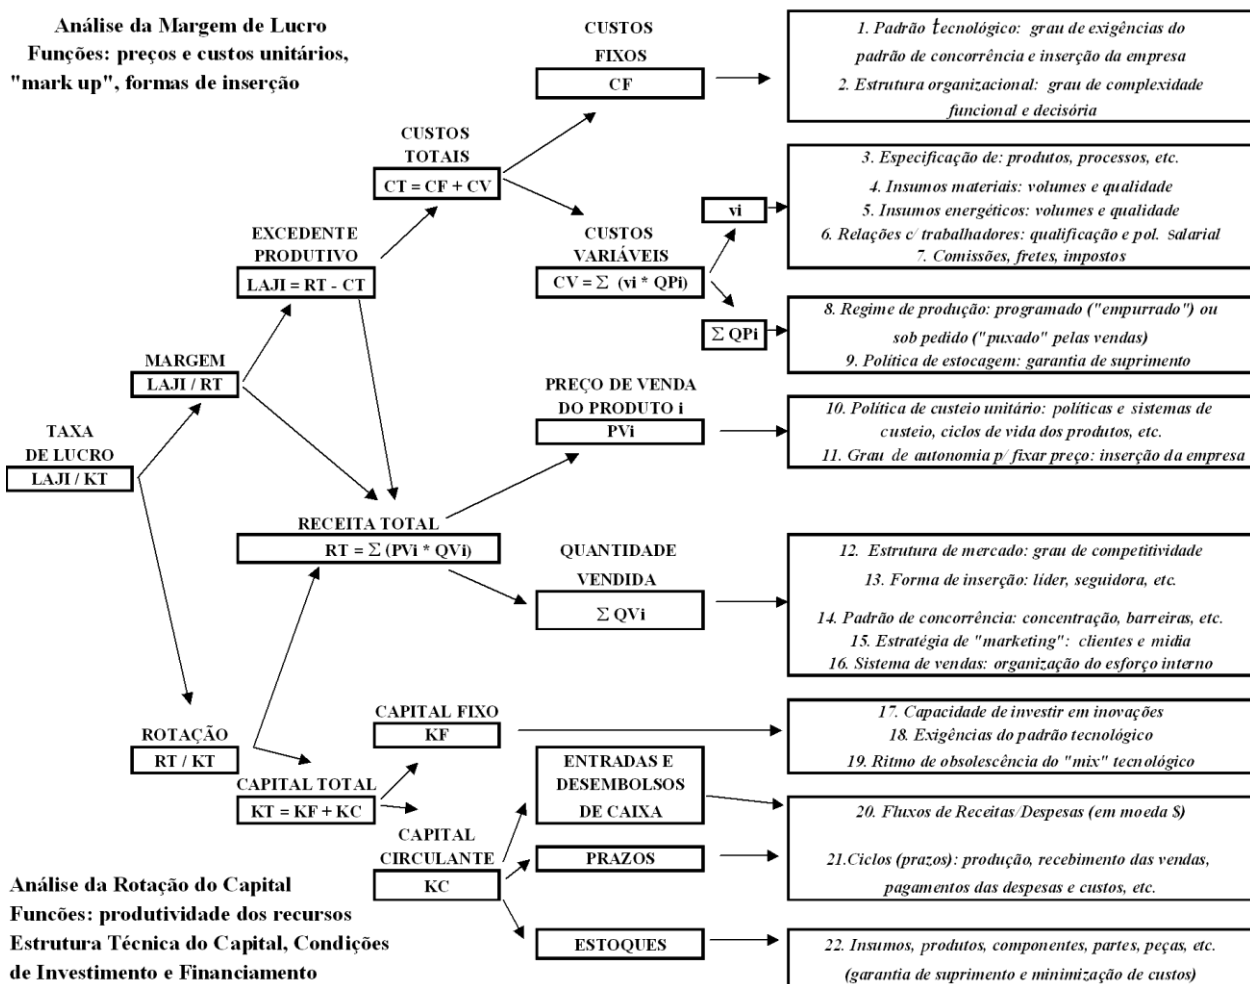 Análise da Margem de Lucro
Funções: preços e custos unitários,
"mark up", formas de inserção
CUSTOS
FIXOS
CF
1. Padrão tecnológico: grau de exigências do
padrão de concorrência e inserção da empresa
2. Estrutura organizacional: grau de complexidade
funcional e decisória
CUSTOS
TOTAIS
CT = CF + CV
3. Especificação de: produtos, processos, etc.
4. Insumos materiais: volumes e qualidade
5. Insumos energéticos: volumes e qualidade
6. Relações c/ trabalhadores: qualificação e pol. Salarial
7. Comissões, fretes, impostos
vi
CUSTOS
VARIÁVEIS
CV = Σ (vi * QPi)
EXCEDENTE
PRODUTIVO
LAJI = RT - CT
Σ QPi
8. Regime de produção: programado ("empurrado") ou
sob pedido ("puxado" pelas vendas)
9. Política de estocagem: garantia de suprimento
MARGEM
LAJI / RT
PREÇO DE VENDA
DO PRODUTO i
PVi
10. Política de custeio unitário: políticas e sistemas de
custeio, ciclos de vida dos produtos, etc.
11. Grau de autonomia p/ fixar preço: inserção da empresa
TAXA
DE LUCRO
LAJI / KT
RECEITA TOTAL
RT = Σ (PVi * QVi)
QUANTIDADE
VENDIDA
Σ QVi
12. Estrutura de mercado: grau de competitividade
13. Forma de inserção: líder, seguidora, etc.
14. Padrão de concorrência: concentração, barreiras, etc.
15. Estratégia de "marketing": clientes e midia
16. Sistema de vendas: organização do esforço interno
ROTAÇÃO
RT / KT
CAPITAL FIXO
KF
17. Capacidade de investir em inovações
18. Exigências do padrão tecnológico
19. Ritmo de obsolescência do "mix" tecnológico
CAPITAL TOTAL
KT = KF + KC
ENTRADAS E
DESEMBOLSOS
DE CAIXA
20. Fluxos de Receitas/Despesas (em moeda $)
21.Ciclos (prazos): produção, recebimento das vendas,
pagamentos das despesas e custos, etc.
CAPITAL
CIRCULANTE
KC
PRAZOS
ESTOQUES
22. Insumos, produtos, componentes, partes, peças, etc.
(garantia de suprimento e minimização de custos)
Análise da Rotação do Capital
Funcões: produtividade dos recursos
Estrutura Técnica do Capital, Condições
de Investimento e Financiamento